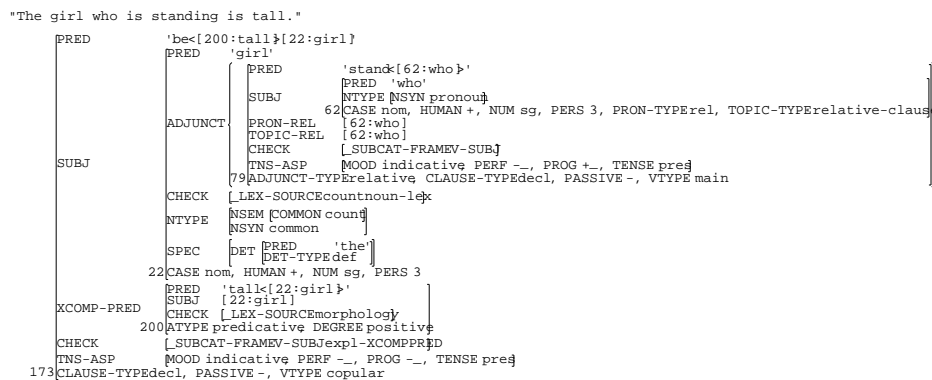 "The girl who is standing is tall."
PRED 'be<[200:tall]>[22:girl]'
PRED 'girl'
PRED 'stand<[62:who]>'
PRED 'who'
SUBJ NTYPE [NSYN pronoun]
62 CASE nom, HUMAN +, NUM sg, PERS 3, PRON-TYPE rel, TOPIC-TYPE relative-clause
ADJUNCT PRON-REL [62:who]
TOPIC-REL [62:who]
CHECK [_SUBCAT-FRAME V-SUBJ]
SUBJ TNS-ASP [MOOD indicative, PERF -_, PROG +_, TENSE pres]
79 ADJUNCT-TYPE relative, CLAUSE-TYPE decl, PASSIVE -, VTYPE main
CHECK [_LEX-SOURCE countnoun-lex]
NTYPE [NSEM [COMMON count]
NSYN common]
SPEC [DET [PRED 'the'
DET-TYPE def]]
22 CASE nom, HUMAN +, NUM sg, PERS 3
PRED 'tall<[22:girl]>'
SUBJ [22:girl]
XCOMP-PRED CHECK [_LEX-SOURCE morphology]
200 ATYPE predicative, DEGREE positive
CHECK [_SUBCAT-FRAME V-SUBJexpl-XCOMPPRED]
TNS-ASP [MOOD indicative, PERF -_, PROG -_, TENSE pres]
173 CLAUSE-TYPE decl, PASSIVE -, VTYPE copular